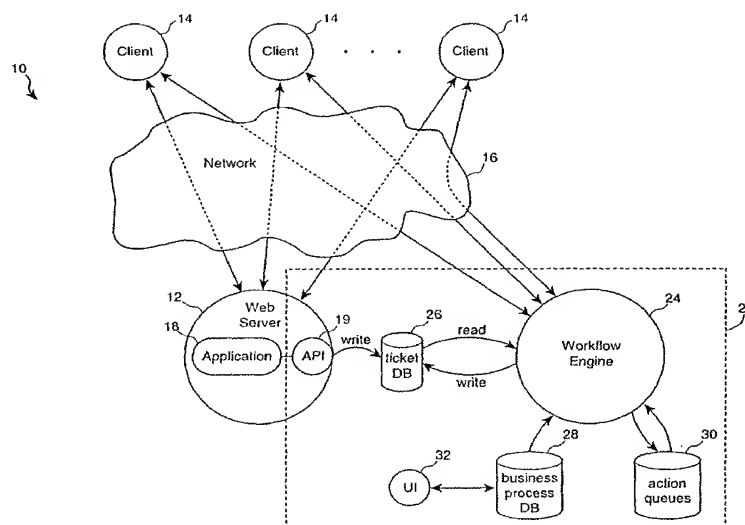 14
14
14
Client
Client
. . . .
Client
10
Network
16
12
Web
Server
24
18
19
26
Application
API
write
ticket
DB
read
write
Workflow
Engine
28
30
32
UI
business
process
DB
action
queues